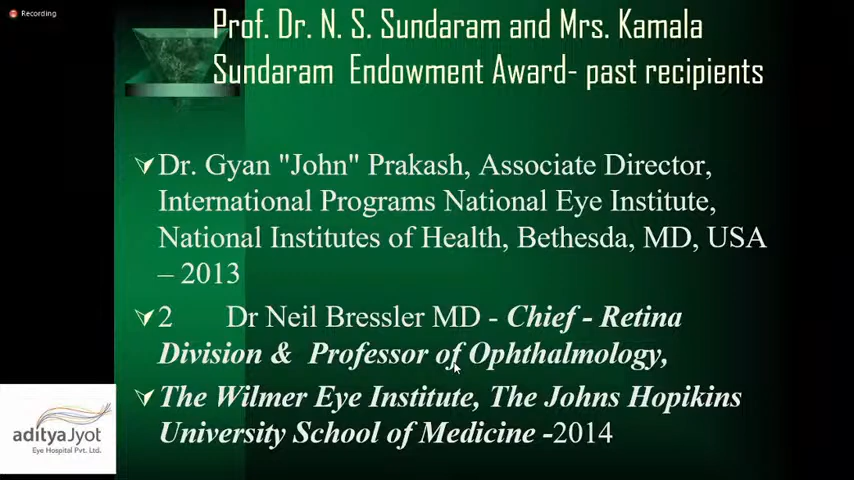 Recording
Prof. Dr. N. S. Sundaram and Mrs. Kamala
Sundaram Endowment Award- past recipients
Dr. Gyan "John" Prakash, Associate Director,
International Programs National Eye Institute,
National Institutes of Health, Bethesda, MD, USA
– 2013
2 Dr Neil Bressler MD - Chief - Retina
Division & Professor of Ophthalmology,
The Wilmer Eye Institute, The Johns Hopikins
University School of Medicine -2014
adityaJyot
Eye Hospital Pvt. Ltd.